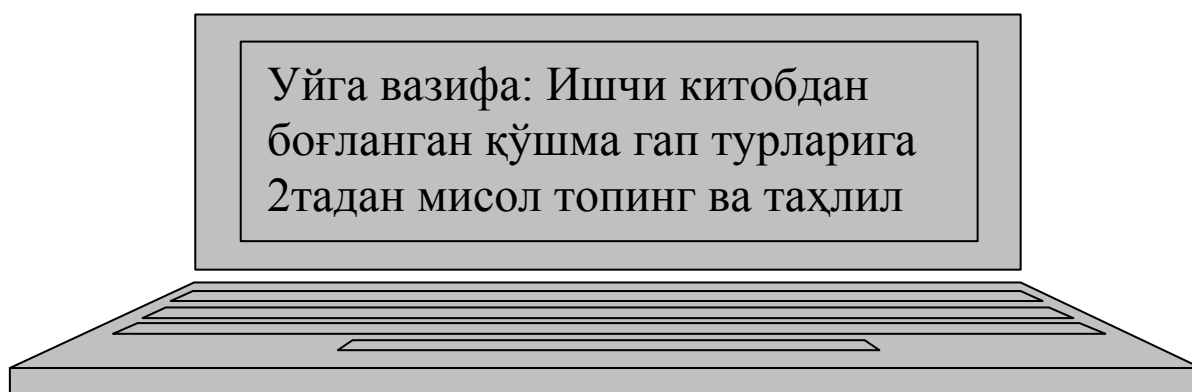 Уйга вазифа: Ишчи китобдан
боғланган қўшма гап турларига
2тадан мисол топинг ва таҳлил